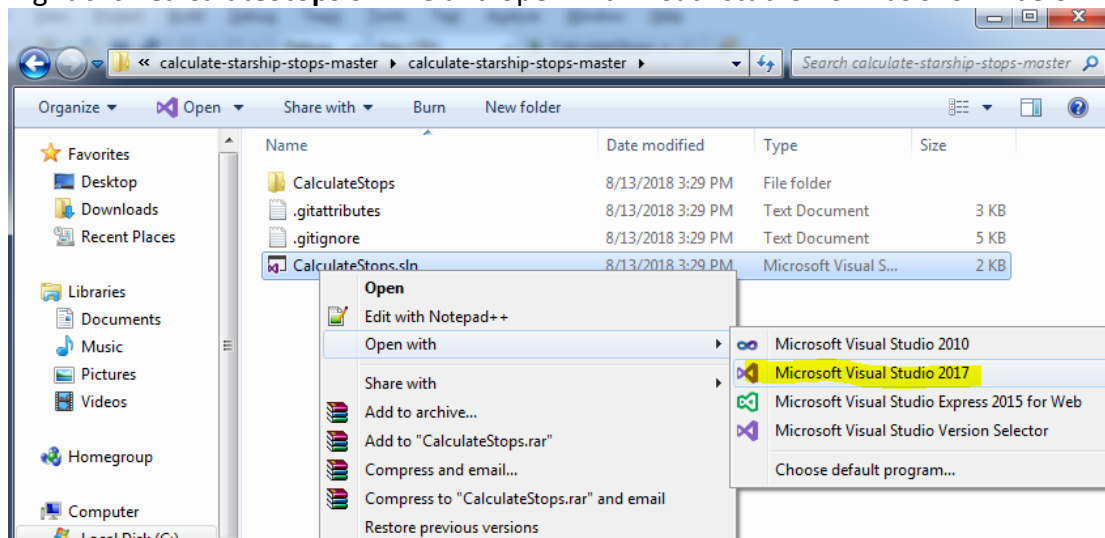 calculate-starship-stops-master calculate-starship-stops-master Search calculate-starship-stops-master
Organize Open Share with Burn New folder
Name Date modified Type Size
Favorites
Desktop
Downloads
Recent Places
Libraries
Documents
Music
Pictures
Videos
Homegroup
Computer
CalculateStops 8/13/2018 3:29 PM File folder
.gitattributes 8/13/2018 3:29 PM Text Document 3 KB
.gitignore 8/13/2018 3:29 PM Text Document 5 KB
CalculateStops.sln 8/13/2018 3:29 PM Microsoft Visual S... 2 KB
Open
Edit with Notepad++
Open with
Share with
Add to archive...
Add to "CalculateStops.rar"
Compress and email...
Compress to "CalculateStops.rar" and email
Restore previous versions
Microsoft Visual Studio 2010
Microsoft Visual Studio 2017
Microsoft Visual Studio Express 2015 for Web
Microsoft Visual Studio Version Selector
Choose default program...